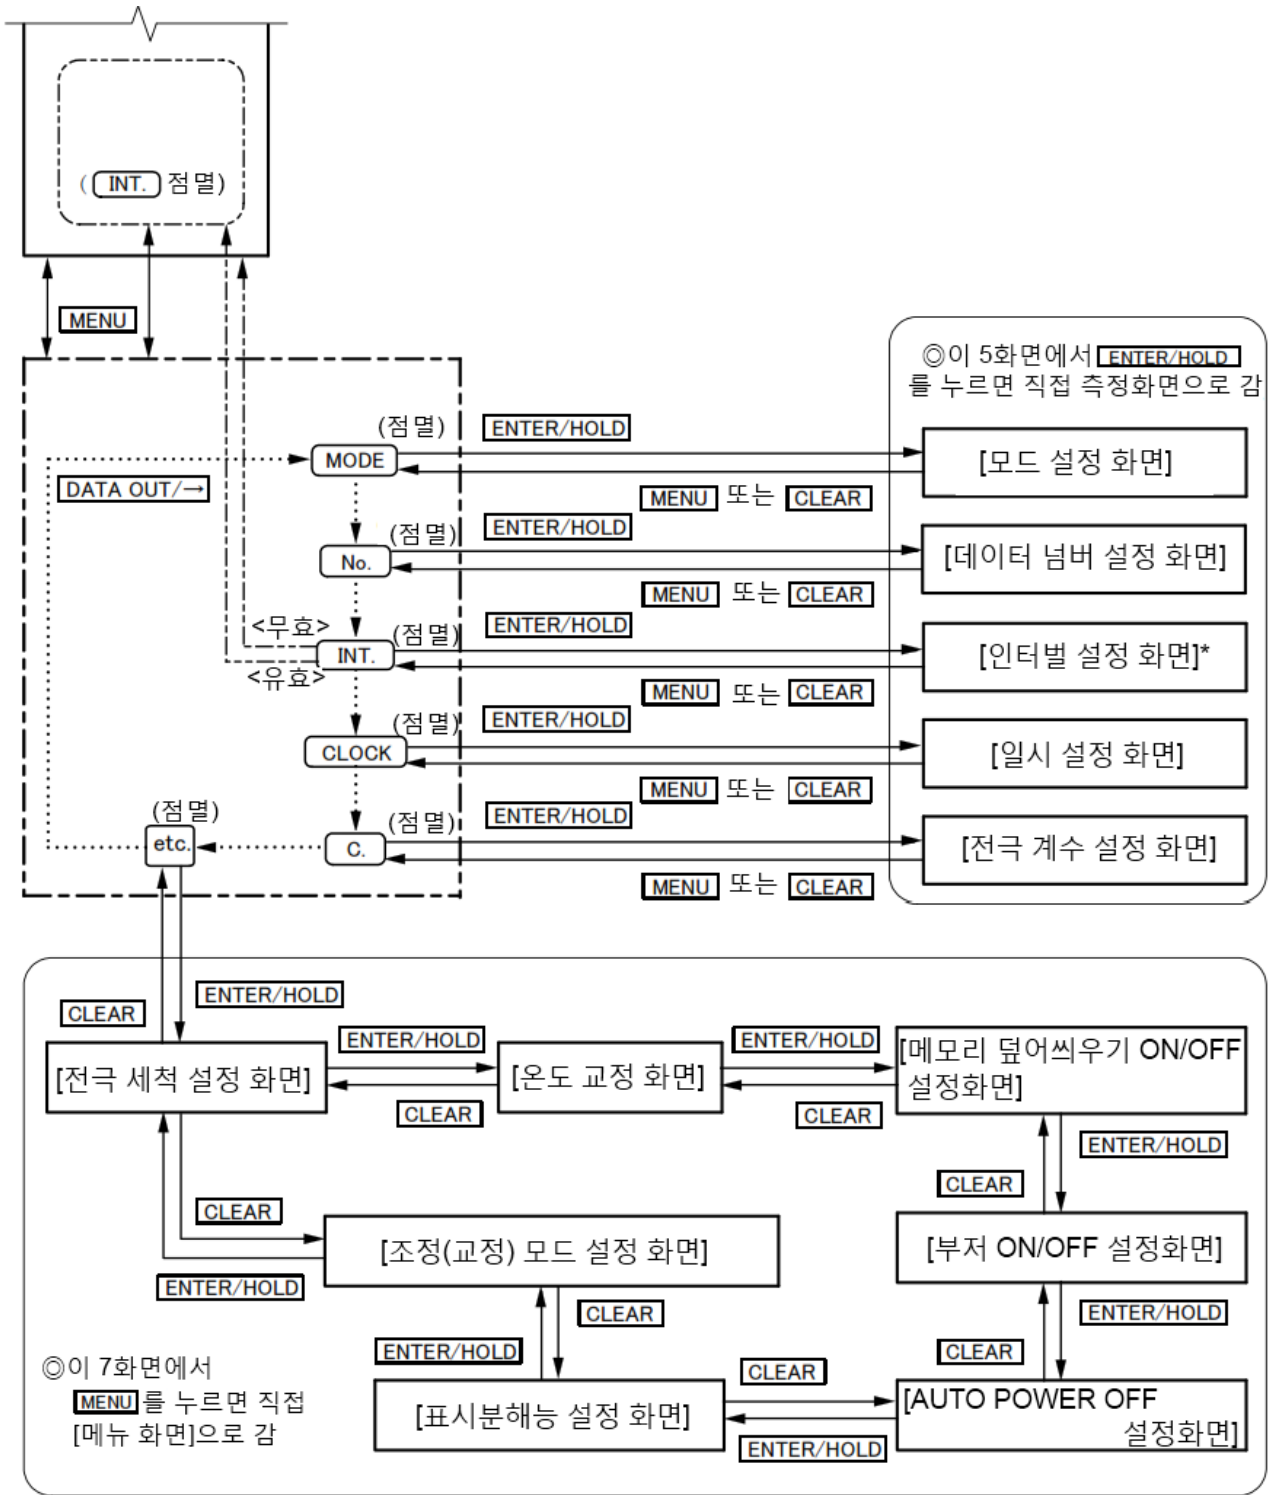 ( INT. 점멸)
MENU
◎이 5화면에서 ENTER/HOLD
를 누르면 직접 측정화면으로 감
(점멸)
ENTER/HOLD
MODE
[모드 설정 화면]
DATA OUT/→
MENU 또는 CLEAR
(점멸)
ENTER/HOLD
No.
[데이터 넘버 설정 화면]
MENU 또는 CLEAR
<무효>
(점멸)
ENTER/HOLD
INT.
[인터벌 설정 화면]*
<유효>
MENU 또는 CLEAR
(점멸)
ENTER/HOLD
CLOCK
[일시 설정 화면]
MENU 또는 CLEAR
(점멸)
(점멸)
ENTER/HOLD
etc.
C.
[전극 계수 설정 화면]
MENU 또는 CLEAR
CLEAR
ENTER/HOLD
ENTER/HOLD
ENTER/HOLD
[전극 세척 설정 화면]
[온도 교정 화면]
[메모리 덮어씌우기 ON/OFF
설정화면]
CLEAR
CLEAR
ENTER/HOLD
CLEAR
CLEAR
[조정(교정) 모드 설정 화면]
[부저 ON/OFF 설정화면]
ENTER/HOLD
CLEAR
ENTER/HOLD
ENTER/HOLD
CLEAR
CLEAR
◎이 7화면에서
MENU 를 누르면 직접
[메뉴 화면]으로 감
[표시분해능 설정 화면]
[AUTO POWER OFF
설정화면]
ENTER/HOLD